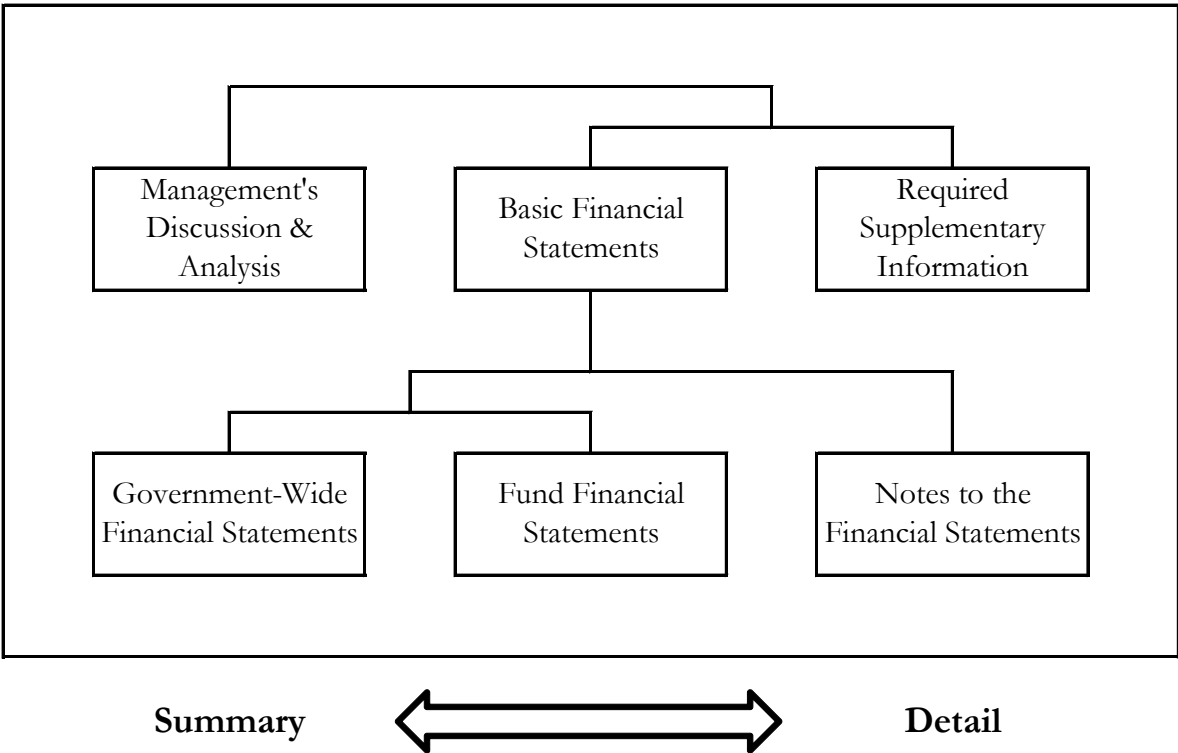 Management's
Discussion &
Analysis
Basic Financial
Statements
Required
Supplementary
Information
Government-Wide
Financial Statements
Fund Financial
Statements
Notes to the
Financial Statements
Summary
Detail